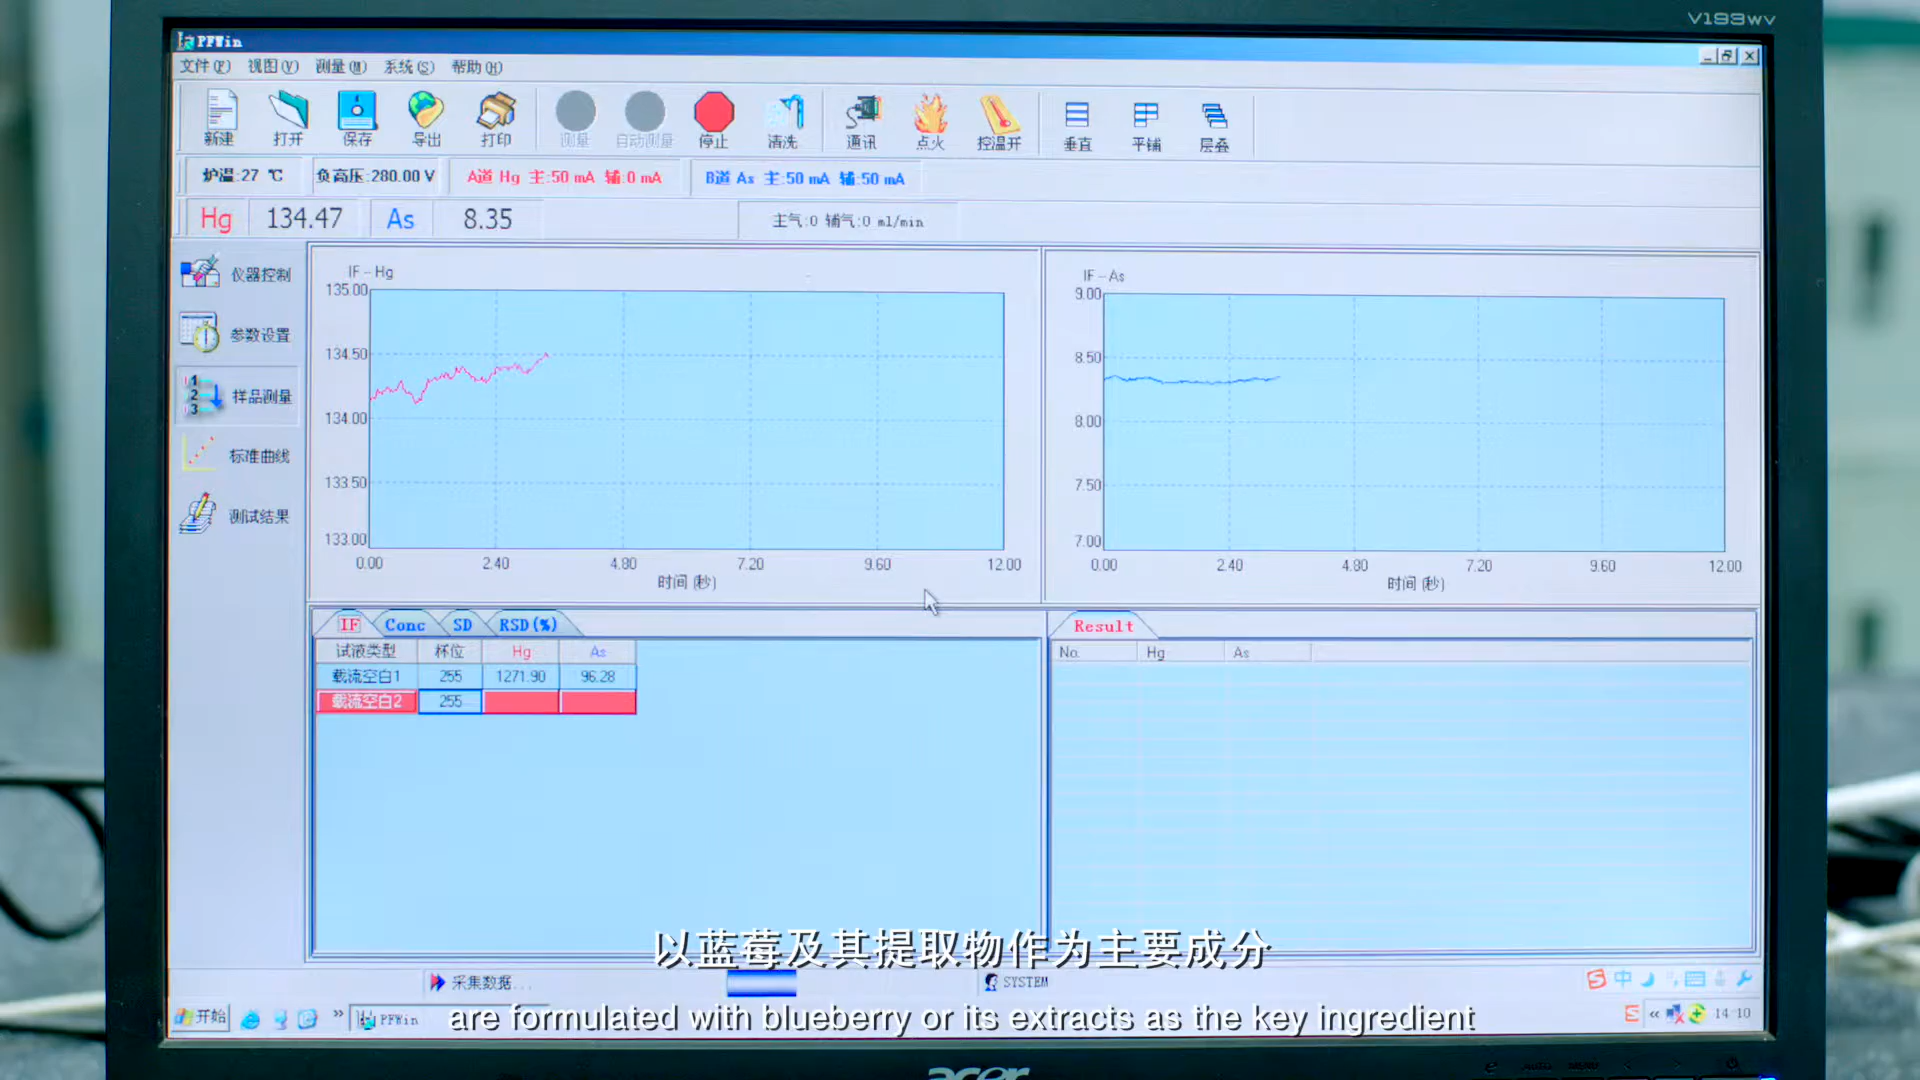 V193WV
PFWin
文件(F) 视图(V) 测量(M) 系统(S) 帮助(H)
新建 打开 保存 导出 打印 测量 自动测量 停止 清洗 通讯 点火 控温开 垂直 平铺 层叠
炉温:27 ℃ 负高压:280.00 V A道 Hg 主:50 mA 辅:0 mA B道 As 主:50 mA 辅:50 mA
Hg 134.47 As 8.35 主气:0 辅气:0 ml/min
仪器控制
参数设置
样品测量
标准曲线
测试结果
IF - Hg
135.00
134.50
134.00
133.50
133.00
0.00 2.40 4.80 7.20 9.60 12.00
时间(秒)
IF - As
9.00
8.50
8.00
7.50
7.00
0.00 2.40 4.80 7.20 9.60 12.00
时间(秒)
IF Conc SD RSD(%)
试液类型 杯位 Hg As
载流空白1 255 1271.90 96.28
载流空白2 255
Result
No. Hg As
以蓝莓及其提取物作为主要成分
采集数据... SYSTEM
中
are formulated with blueberry or its extracts as the key ingredient
开始 » PFWin « 14:10
acer